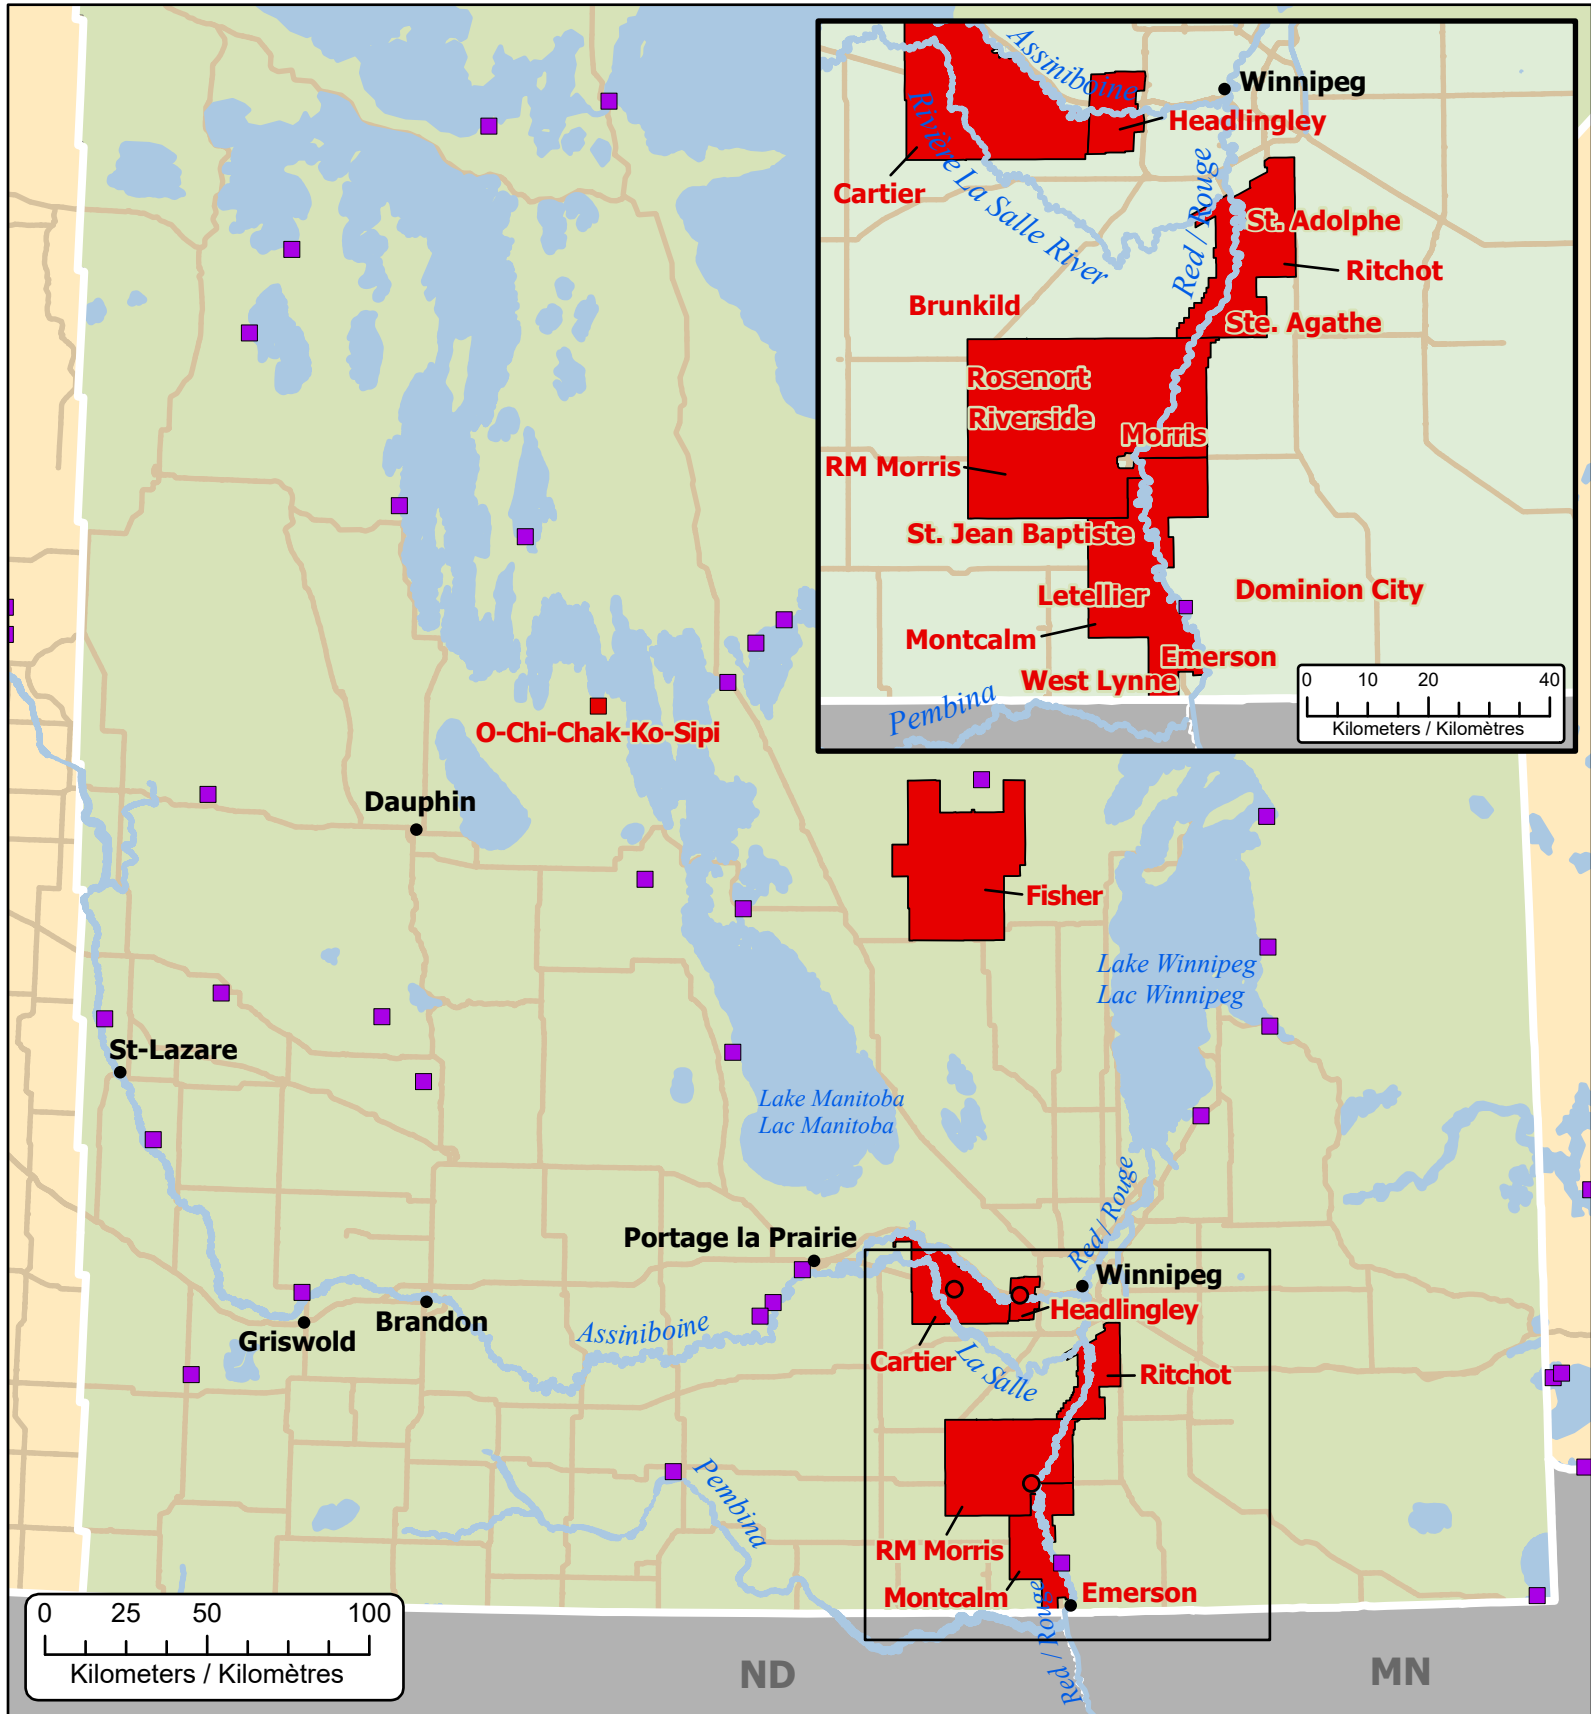 Assiniboine
Winnipeg
Headlingley
Rivière La Salle River
Cartier
Red / Rouge
St. Adolphe
Ritchot
Brunkild
Ste. Agathe
Rosenort
Riverside
Morris
RM Morris
St. Jean Baptiste
Letellier
Dominion City
Montcalm
Emerson
West Lynne
Pembina
0 10 20 40
Kilometers / Kilomètres
O-Chi-Chak-Ko-Sipi
Dauphin
Fisher
Lake Winnipeg
Lac Winnipeg
St-Lazare
Lake Manitoba
Lac Manitoba
Red / Rouge
Portage la Prairie
Winnipeg
Headlingley
Brandon
Griswold
Assiniboine
Cartier
La Salle
Ritchot
Pembina
RM Morris
Montcalm
Emerson
Red / Rouge
0 25 50 100
Kilometers / Kilomètres
ND
MN